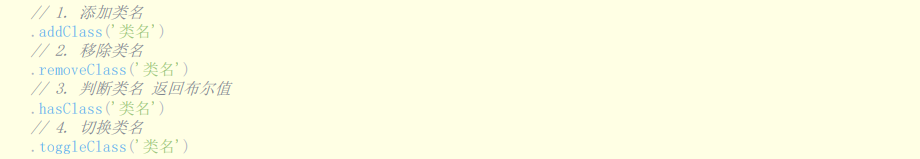 // 1. 添加类名
.addClass('类名')
// 2. 移除类名
.removeClass('类名')
// 3. 判断类名 返回布尔值
.hasClass('类名')
// 4. 切换类名
.toggleClass('类名')